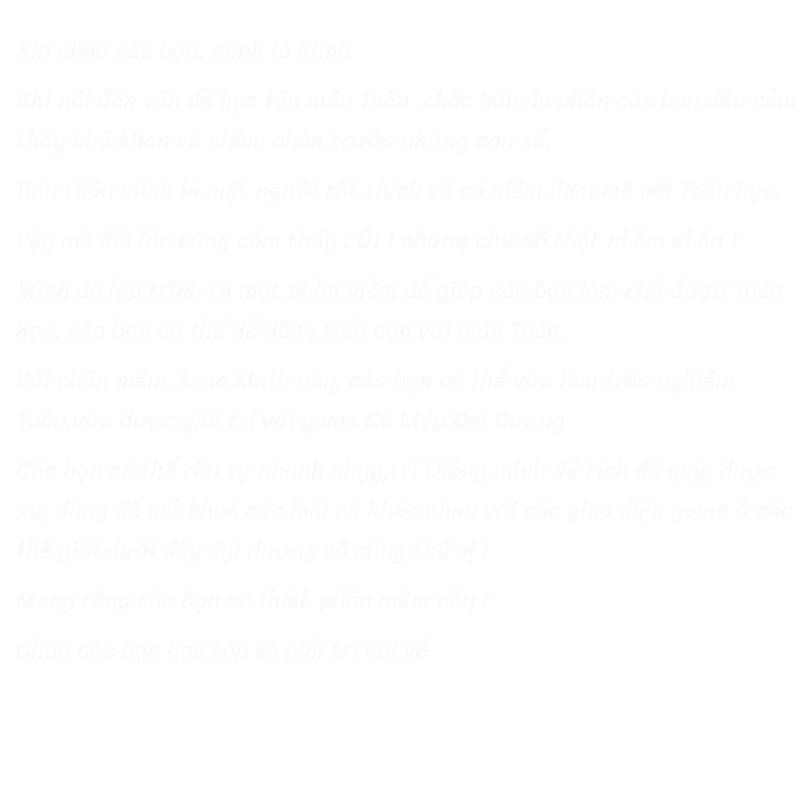 Xin chào các bạn, mình là Minh
Khi nói đến vấn đề học tập môn Toán ,chắc hẳn đa phần các bạn đều cảm
thấy khô khan và nhàm chán trước những con số.
Bản thân mình là một người rất thích và có niềm đam mê với Toán học.
Vậy mà đôi lúc cũng cảm thấy : Ôi ! những chữ số thật nhàm chán !
Mình đã lập trình ra một phần mềm để giúp các bạn làm chủ được Toán
học, các bạn có thể dễ dàng tiếp cận với môn Toán.
Với phần mềm Aqua Math này, các bạn có thể vừa làm trắc nghiệm
Toán,vừa được giải trí với game Cá Mập Đại Dương
Các bạn có thể rèn sự nhanh nhạy,trí thông minh để tích đá quý, được
xu, dùng để mở khoá các loài cá khác nhau với các giao diện game ở các
thế giới dưới đáy đại dương vô cùng thú vị !
Mong rằng các bạn sẽ thích phần mềm này !
Chúc các bạn học tập và giải trí vui vẻ